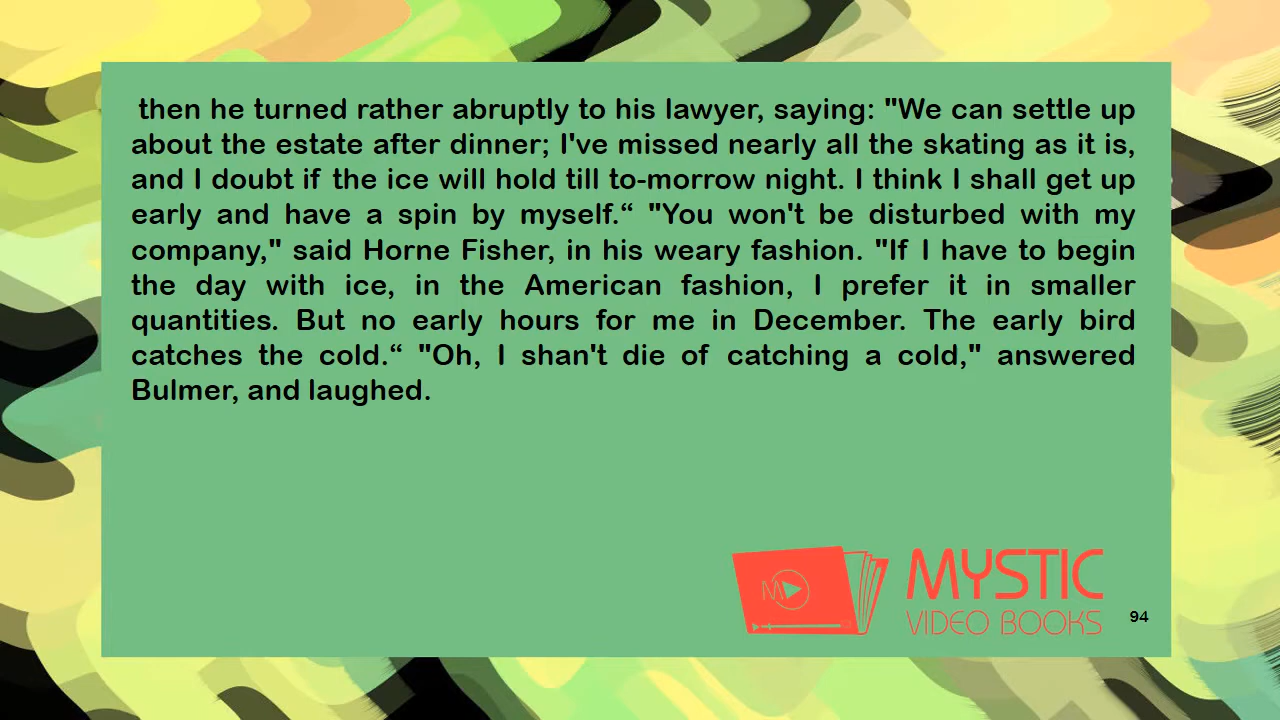 then he turned rather abruptly to his lawyer, saying: "We can settle up
about the estate after dinner; I've missed nearly all the skating as it is,
and I doubt if the ice will hold till to-morrow night. I think I shall get up
early and have a spin by myself.“ "You won't be disturbed with my
company," said Horne Fisher, in his weary fashion. "If I have to begin
the day with ice, in the American fashion, I prefer it in smaller
quantities. But no early hours for me in December. The early bird
catches the cold.“ "Oh, I shan't die of catching a cold," answered
Bulmer, and laughed.
M
MYSTIC
VIDEO BOOKS
94